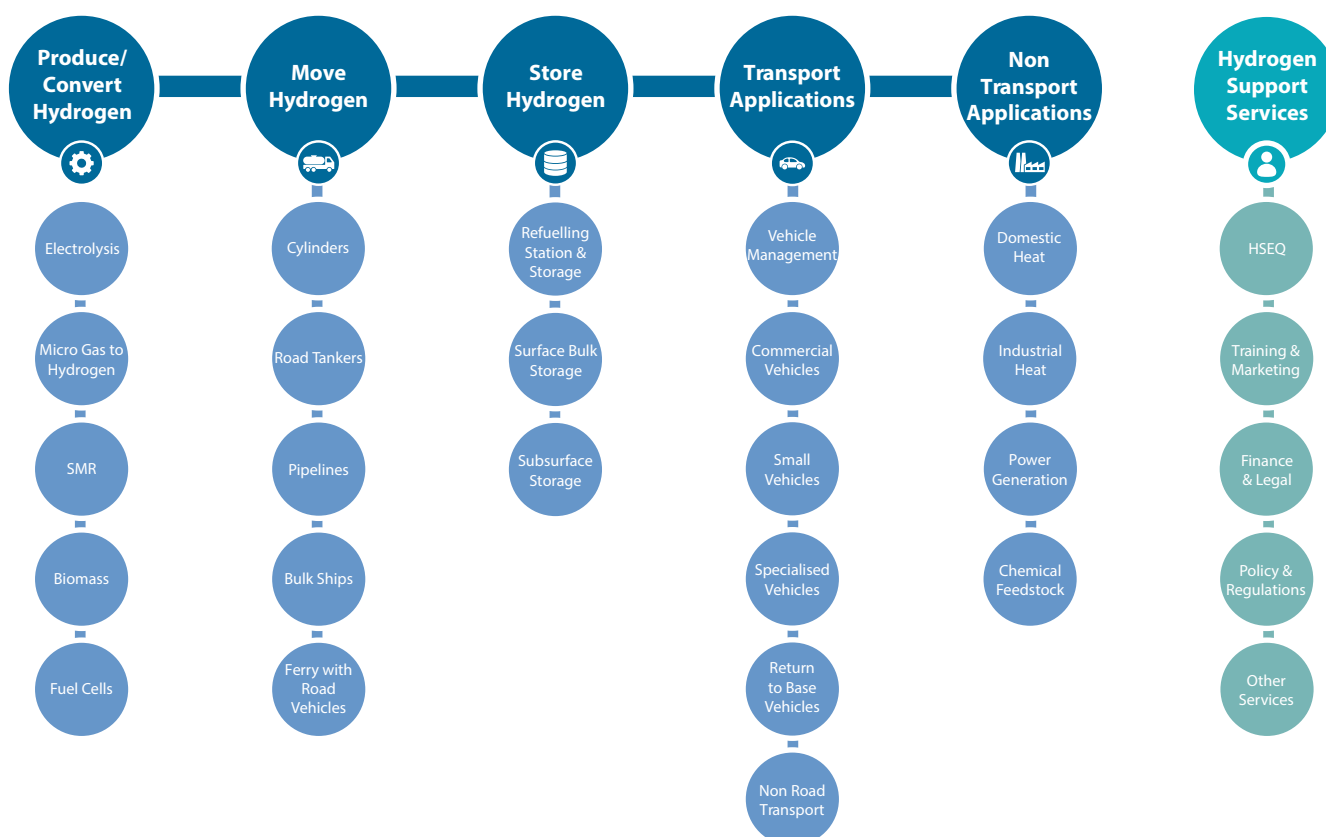 Produce/
Convert
Hydrogen
Move
Hydrogen
Store
Hydrogen
Transport
Applications
Non
Transport
Applications
Hydrogen
Support
Services
Electrolysis
Micro Gas to
Hydrogen
SMR
Biomass
Fuel Cells
Cylinders
Road Tankers
Pipelines
Bulk Ships
Ferry with
Road
Vehicles
Refuelling
Station &
Storage
Surface Bulk
Storage
Subsurface
Storage
Vehicle
Management
Commercial
Vehicles
Small
Vehicles
Specialised
Vehicles
Return
to Base
Vehicles
Non Road
Transport
Domestic
Heat
Industrial
Heat
Power
Generation
Chemical
Feedstock
HSEQ
Training &
Marketing
Finance
& Legal
Policy &
Regulations
Other
Services